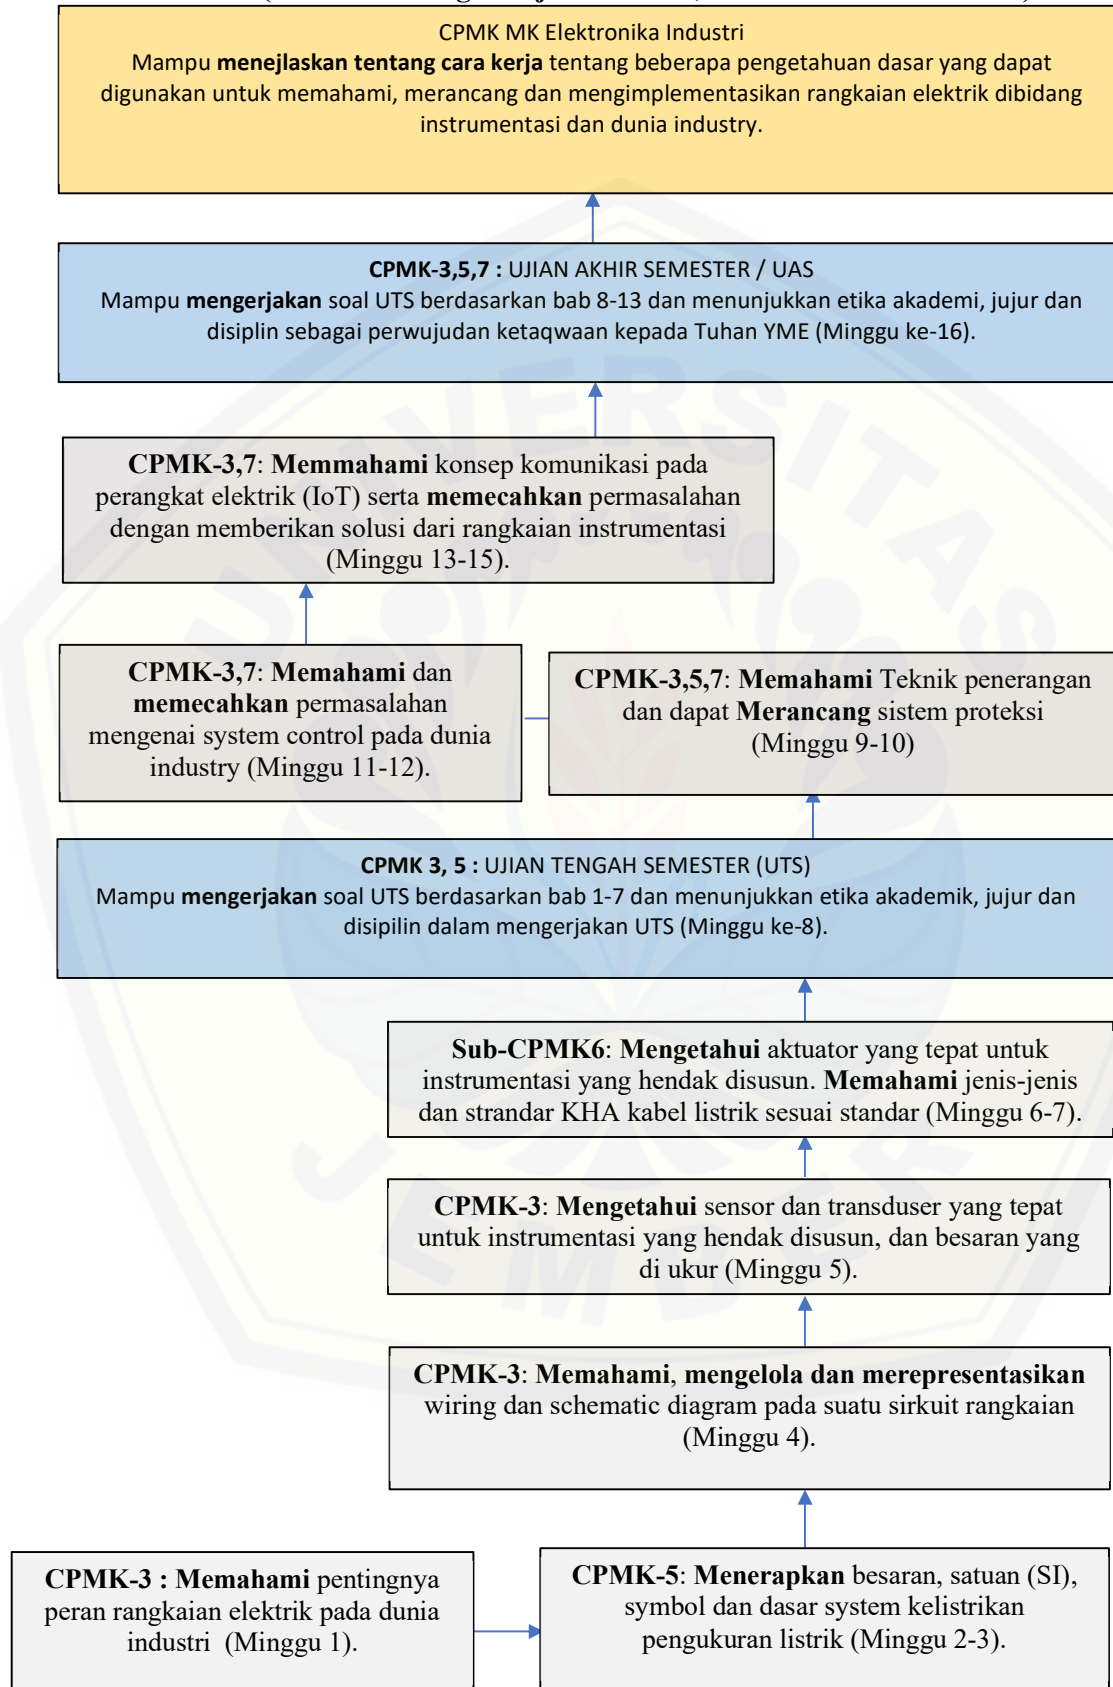 CPMK MK Elektronika Industri
Mampu menejlaskan tentang cara kerja tentang beberapa pengetahuan dasar yang dapat
digunakan untuk memahami, merancang dan mengimplementasikan rangkaian elektrik dibidang
instrumentasi dan dunia industry.
CPMK-3,5,7 : UJIAN AKHIR SEMESTER / UAS
Mampu mengerjakan soal UTS berdasarkan bab 8-13 dan menunjukkan etika akademi, jujur dan
disiplin sebagai perwujudan ketaqwaan kepada Tuhan YME (Minggu ke-16).
CPMK-3,7: Memmahami konsep komunikasi pada
perangkat elektrik (IoT) serta memecahkan permasalahan
dengan memberikan solusi dari rangkaian instrumentasi
(Minggu 13-15).
CPMK-3,7: Memahami dan
memecahkan permasalahan
mengenai system control pada dunia
industry (Minggu 11-12).
CPMK-3,5,7: Memahami Teknik penerangan
dan dapat Merancang sistem proteksi
(Minggu 9-10)
CPMK 3, 5 : UJIAN TENGAH SEMESTER (UTS)
Mampu mengerjakan soal UTS berdasarkan bab 1-7 dan menunjukkan etika akademik, jujur dan
disipilin dalam mengerjakan UTS (Minggu ke-8).
Sub-CPMK6: Mengetahui aktuator yang tepat untuk
instrumentasi yang hendak disusun. Memahami jenis-jenis
dan strandar KHA kabel listrik sesuai standar (Minggu 6-7).
CPMK-3: Mengetahui sensor dan transduser yang tepat
untuk instrumentasi yang hendak disusun, dan besaran yang
di ukur (Minggu 5).
CPMK-3: Memahami, mengelola dan merepresentasikan
wiring dan schematic diagram pada suatu sirkuit rangkaian
(Minggu 4).
CPMK-3 : Memahami pentingnya
peran rangkaian elektrik pada dunia
industri (Minggu 1).
CPMK-5: Menerapkan besaran, satuan (SI),
symbol dan dasar system kelistrikan
pengukuran listrik (Minggu 2-3).
UNIVERSITAS
JEMBER